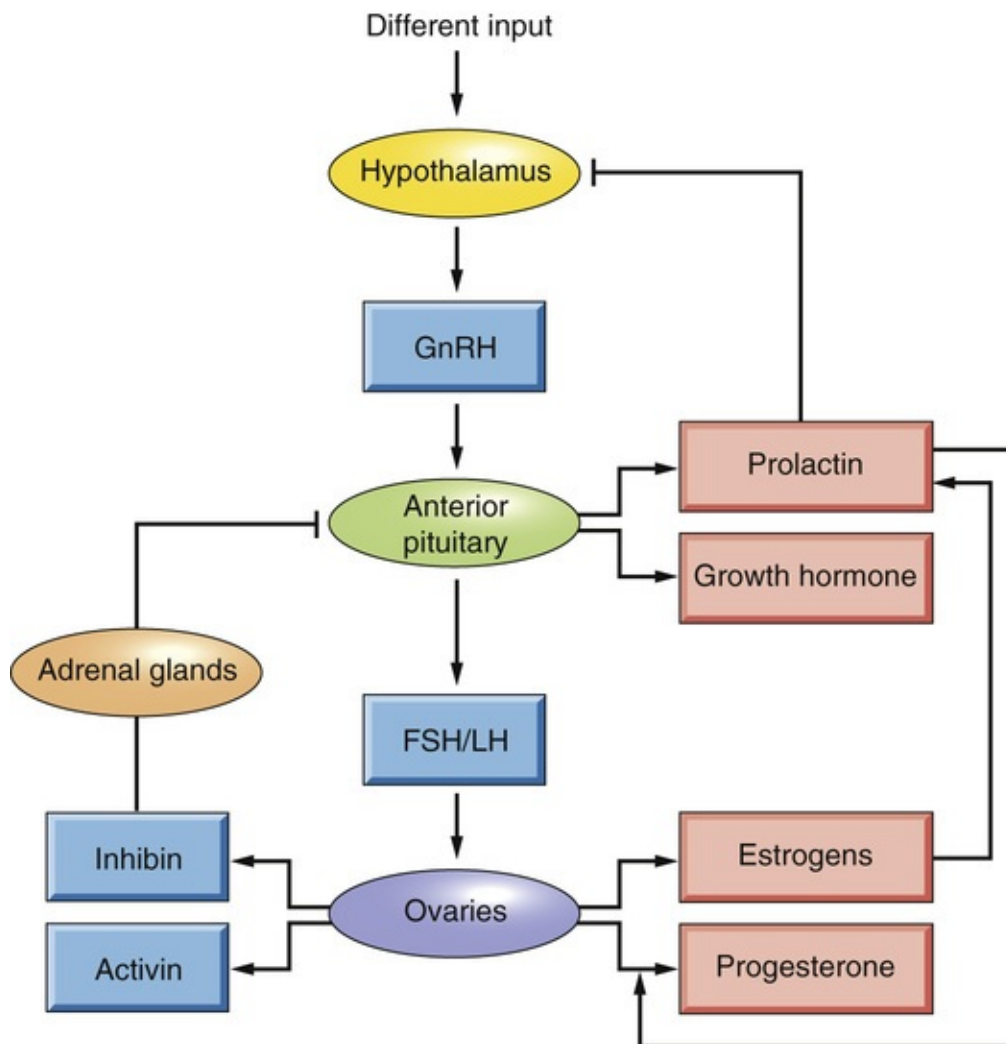 Different input
Hypothalamus
GnRH
Prolactin
Anterior
pituitary
Growth hormone
Adrenal glands
FSH/LH
Inhibin
Estrogens
Ovaries
Activin
Progesterone